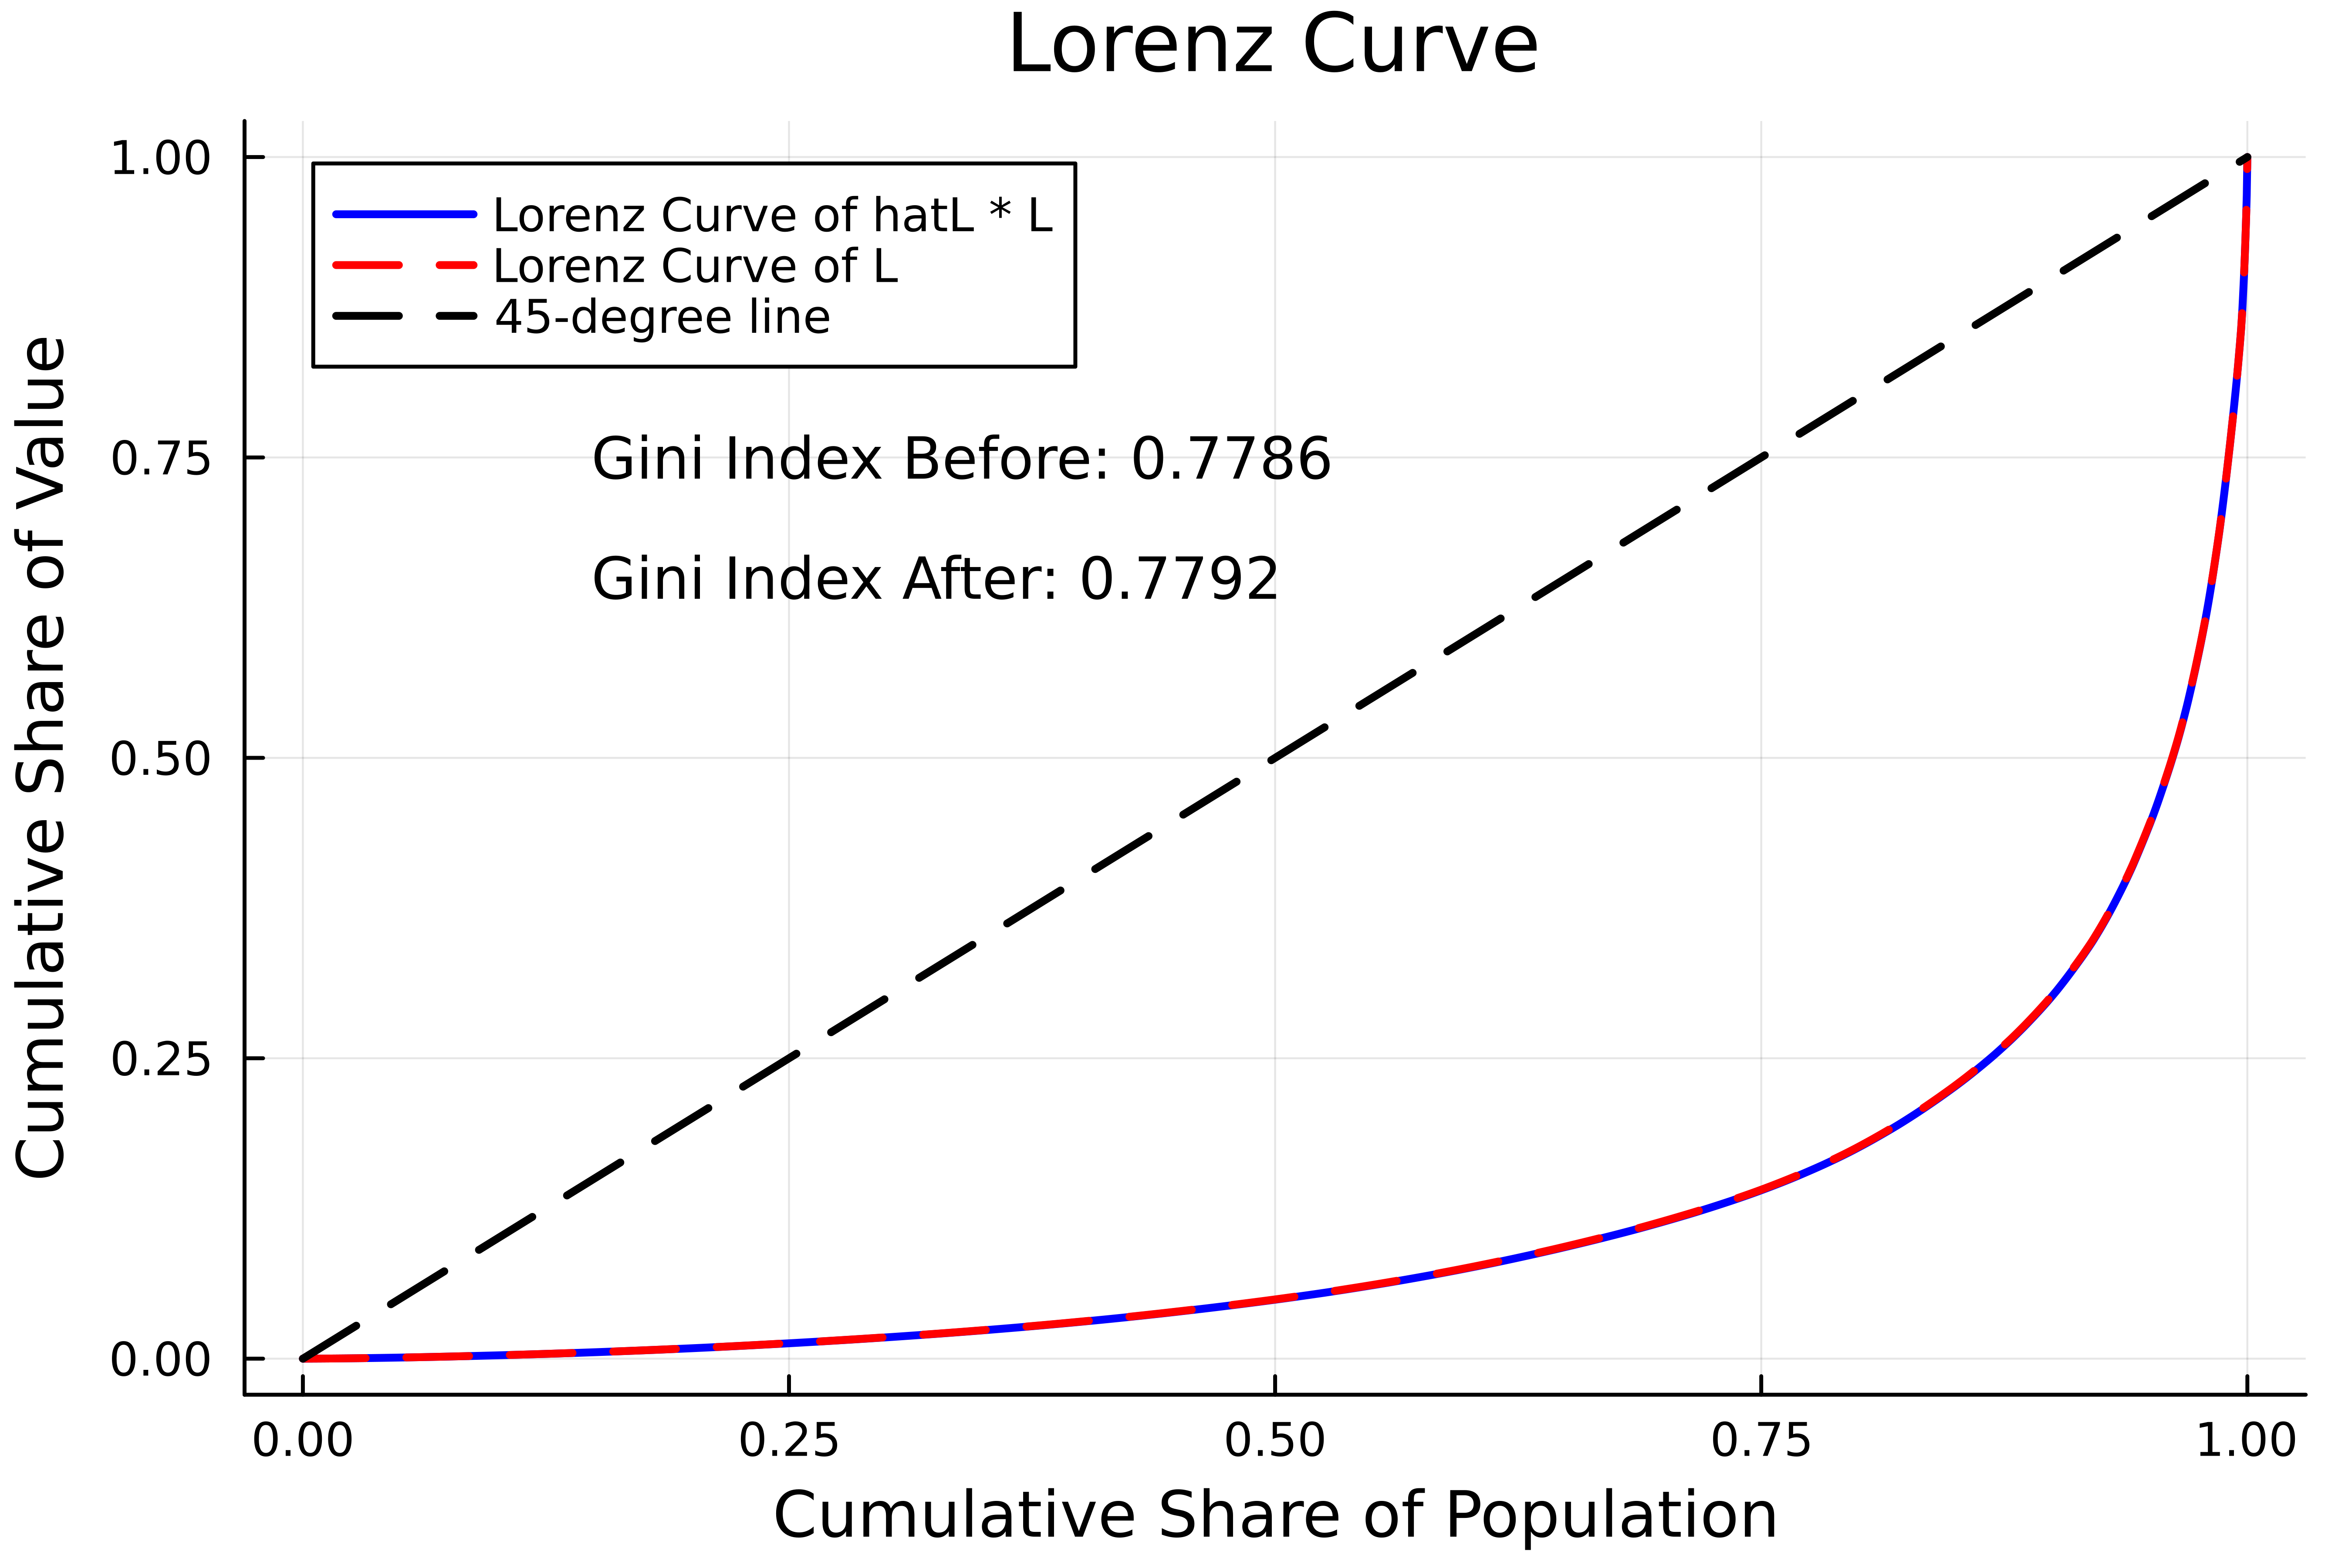 Lorenz Curve
Cumulative Share of Value
1.00
0.75
0.50
0.25
0.00
Lorenz Curve of hatL * L
Lorenz Curve of L
45-degree line
Gini Index Before: 0.7786
Gini Index After: 0.7792
0.00
0.25
0.50
0.75
1.00
Cumulative Share of Population